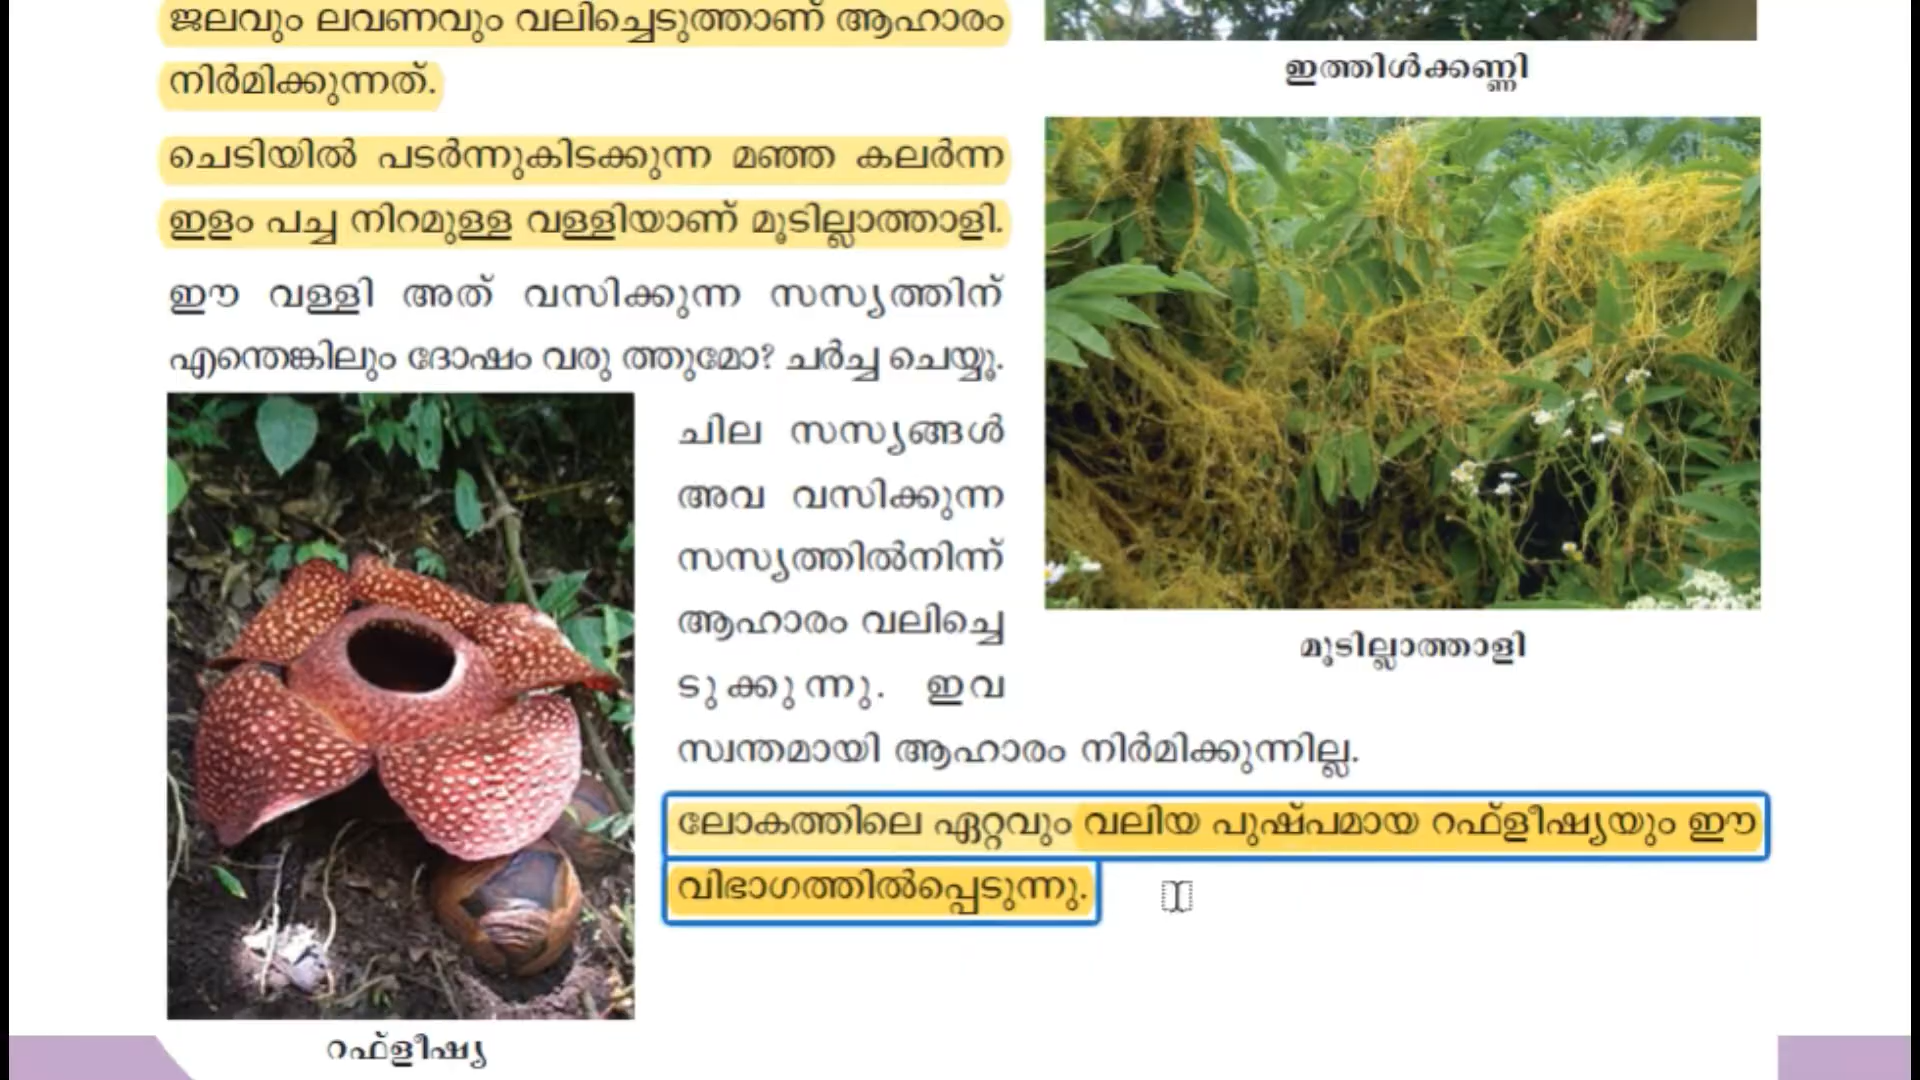 ജലവും ലവണവും വലിച്ചെടുത്താണ് ആഹാരം
നിർമിക്കുന്നത്.
ചെടിയിൽ പടർന്നുകിടക്കുന്ന മഞ്ഞ കലർന്ന
ഇളം പച്ച നിറമുള്ള വള്ളിയാണ് മൂടില്ലാത്താളി.
ഈ വള്ളി അത് വസിക്കുന്ന സസ്യത്തിന്
എന്തെങ്കിലും ദോഷം വരു ത്തുമോ? ചർച്ച ചെയ്യൂ.
ചില സസ്യങ്ങൾ
അവ വസിക്കുന്ന
സസ്യത്തിൽനിന്ന്
ആഹാരം വലിച്ചെ
ടുക്കുന്നു. ഇവ
സ്വന്തമായി ആഹാരം നിർമിക്കുന്നില്ല.
ലോകത്തിലെ ഏറ്റവും വലിയ പുഷ്പമായ റഫ്ളീഷ്യയും ഈ
വിഭാഗത്തിൽപ്പെടുന്നു.
ഇത്തിൾക്കണ്ണി
മൂടില്ലാത്താളി
റഫ്ളീഷ്യ